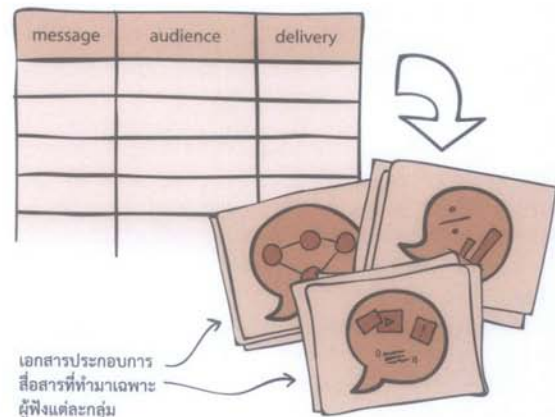 message audience delivery
เอกสารประกอบการ
สื่อสารที่ทำมาเฉพาะ
ผู้ฟังแต่ละกลุ่ม